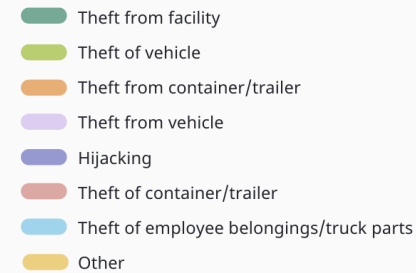 Theft from facility
Theft of vehicle
Theft from container/trailer
Theft from vehicle
Hijacking
Theft of container/trailer
Theft of employee belongings/truck parts
Other